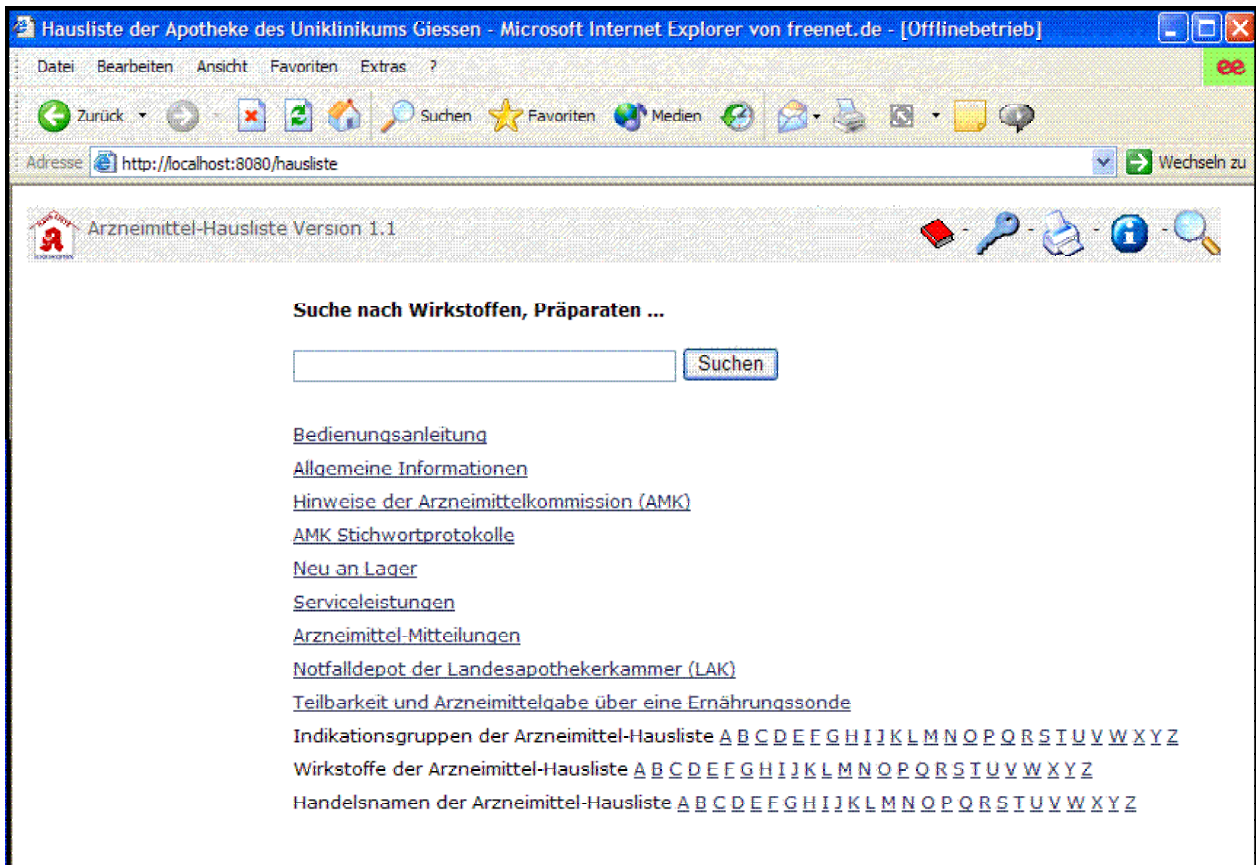 Hausliste der Apotheke des Uniklinikums Giessen - Microsoft Internet Explorer von freenet.de - [Offlinebetrieb]
Datei Bearbeiten Ansicht Favoriten Extras ?
Zurück Suchen Favoriten Medien
Adresse http://localhost:8080/hausliste Wechseln zu
Arzneimittel-Hausliste Version 1.1
Suche nach Wirkstoffen, Präparaten ...
Suchen
Bedienungsanleitung
Allgemeine Informationen
Hinweise der Arzneimittelkommission (AMK)
AMK Stichwortprotokolle
Neu an Lager
Serviceleistungen
Arzneimittel-Mitteilungen
Notfalldepot der Landesapothekerkammer (LAK)
Teilbarkeit und Arzneimittelgabe über eine Ernährungssonde
Indikationsgruppen der Arzneimittel-Hausliste A B C D E F G H I J K L M N O P Q R S T U V W X Y Z
Wirkstoffe der Arzneimittel-Hausliste A B C D E F G H I J K L M N O P Q R S T U V W X Y Z
Handelsnamen der Arzneimittel-Hausliste A B C D E F G H I J K L M N O P Q R S T U V W X Y Z